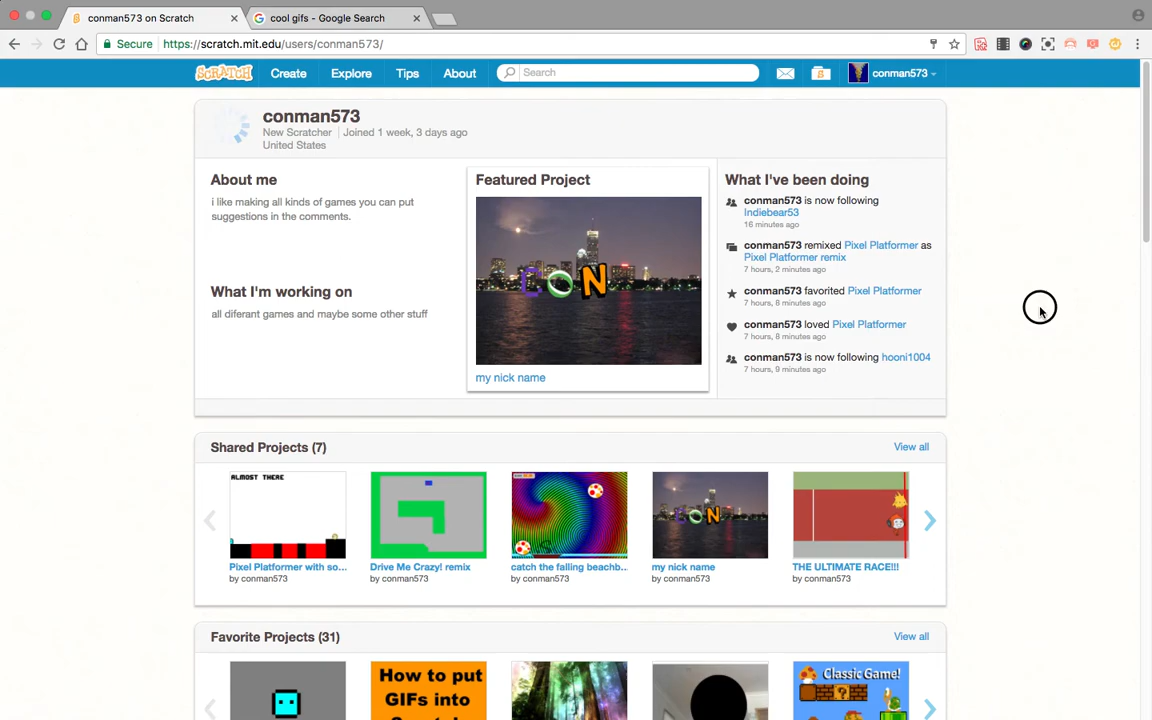 conman573 on Scratch
cool gifs - Google Search
Secure
https://scratch.mit.edu/users/conman573/
SCRATCH
Create
Explore
Tips
About
Search
conman573
conman573
New Scratcher | Joined 1 week, 3 days ago
United States
About me
i like making all kinds of games you can put
suggestions in the comments.
What I'm working on
all diferant games and maybe some other stuff
Featured Project
CON
my nick name
What I've been doing
conman573 is now following
Indiebear53
16 minutes ago
conman573 remixed Pixel Platformer as
Pixel Platformer remix
7 hours, 2 minutes ago
conman573 favorited Pixel Platformer
7 hours, 8 minutes ago
conman573 loved Pixel Platformer
7 hours, 8 minutes ago
conman573 is now following hooni1004
7 hours, 9 minutes ago
Shared Projects (7)
View all
ALMOST THERE
CON
Pixel Platformer with so...
by conman573
Drive Me Crazy! remix
by conman573
catch the falling beachb...
by conman573
my nick name
by conman573
THE ULTIMATE RACE!!!
by conman573
Favorite Projects (31)
View all
How to put
GIFs into
Classic Game!